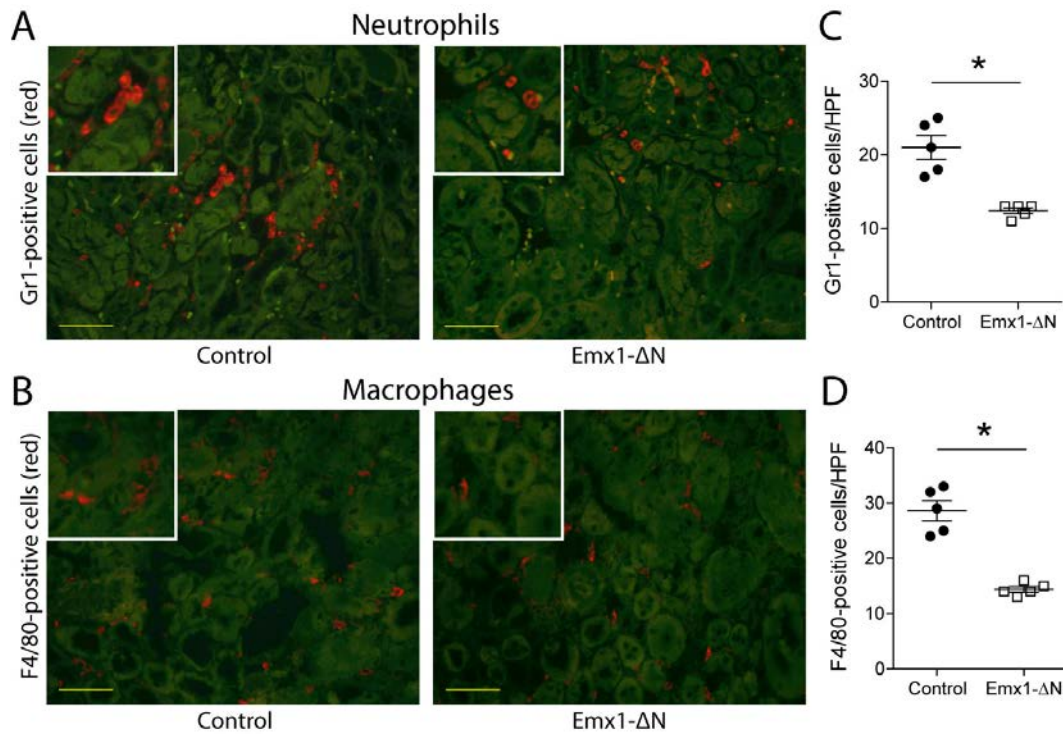 A
Neutrophils
Gr1-positive cells (red)
Control
Emx1-ΔN
B
Macrophages
F4/80-positive cells (red)
Control
Emx1-ΔN
C
Gr1-positive cells/HPF
30
20
10
0
*
Control
Emx1-ΔN
D
F4/80-positive cells/HPF
40
30
20
10
0
*
Control
Emx1-ΔN